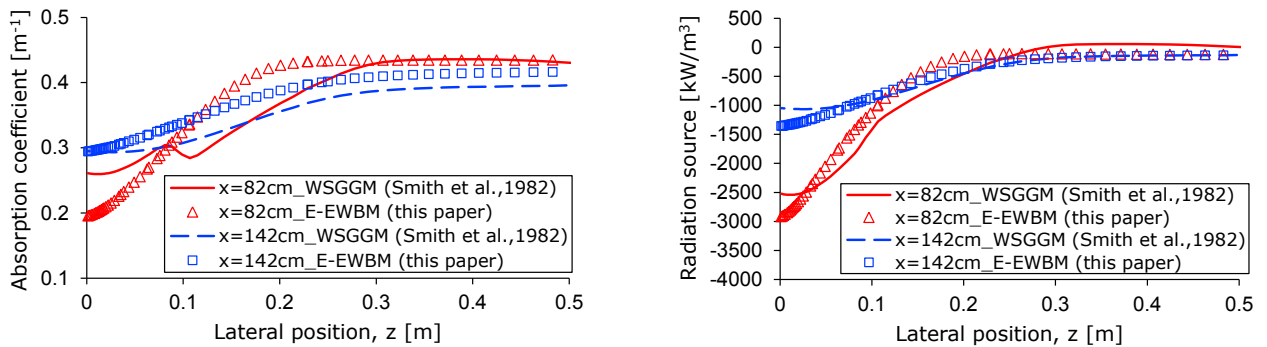 Absorption coefficient [m⁻¹]
0.5
0.4
0.3
0.2
0.1
0
0.1
0.2
0.3
0.4
0.5
Lateral position, z [m]
x=82cm_WSGGM (Smith et al.,1982)
x=82cm_E-EWBM (this paper)
x=142cm_WSGGM (Smith et al.,1982)
x=142cm_E-EWBM (this paper)
Radiation source [kW/m³]
500
0
-500
-1000
-1500
-2000
-2500
-3000
-3500
-4000
0
0.1
0.2
0.3
0.4
0.5
Lateral position, z [m]
x=82cm_WSGGM (Smith et al.,1982)
x=82cm_E-EWBM (this paper)
x=142cm_WSGGM (Smith et al.,1982)
x=142cm_E-EWBM (this paper)